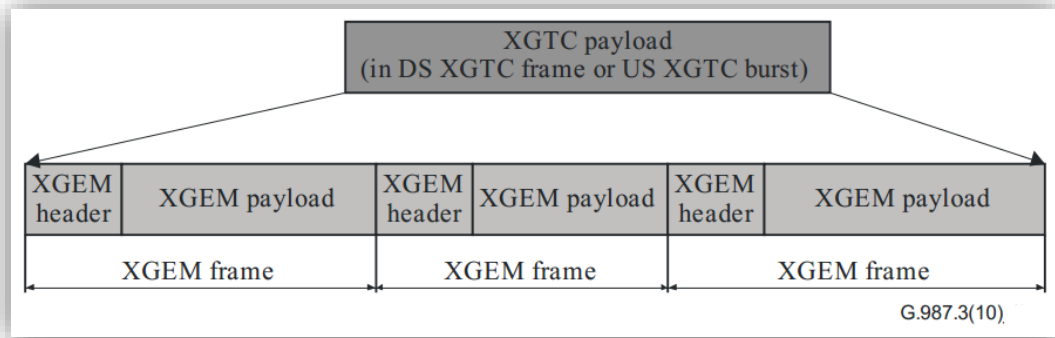 XGTC payload
(in DS XGTC frame or US XGTC burst)
XGEM
header
XGEM payload
XGEM
header
XGEM payload
XGEM
header
XGEM payload
XGEM frame
XGEM frame
XGEM frame
G.987.3(10)